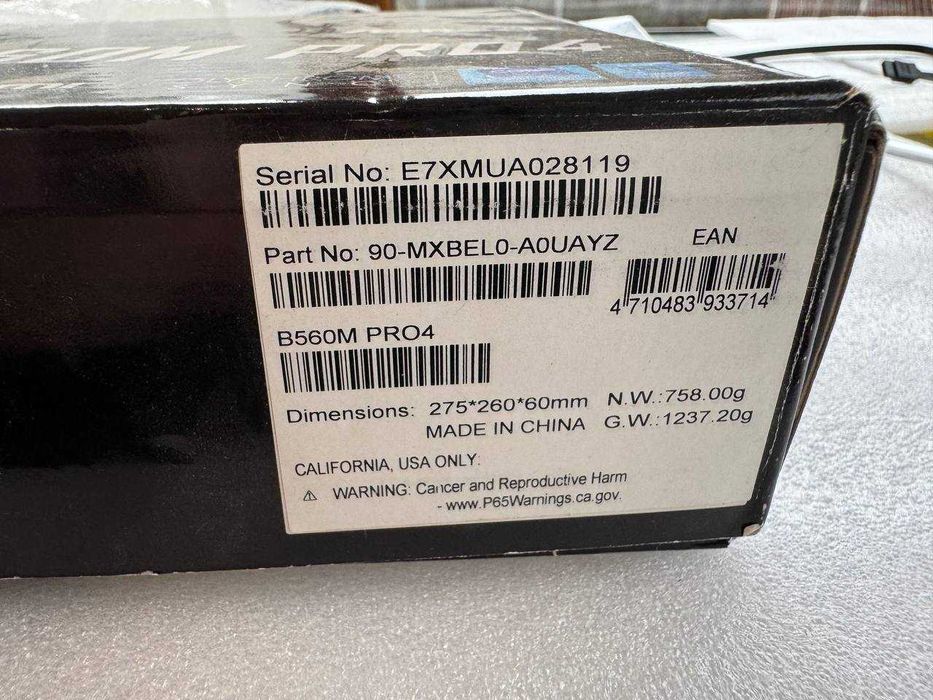 PRO4
Serial No: E7XMUA028119
Part No: 90-MXBEL0-A0UAYZ
EAN
4 710483 933714
B560M PRO4
Dimensions: 275*260*60mm N.W.:758.00g
MADE IN CHINA G.W.:1237.20g
CALIFORNIA, USA ONLY:
⚠ WARNING: Cancer and Reproductive Harm
- www.P65Warnings.ca.gov.